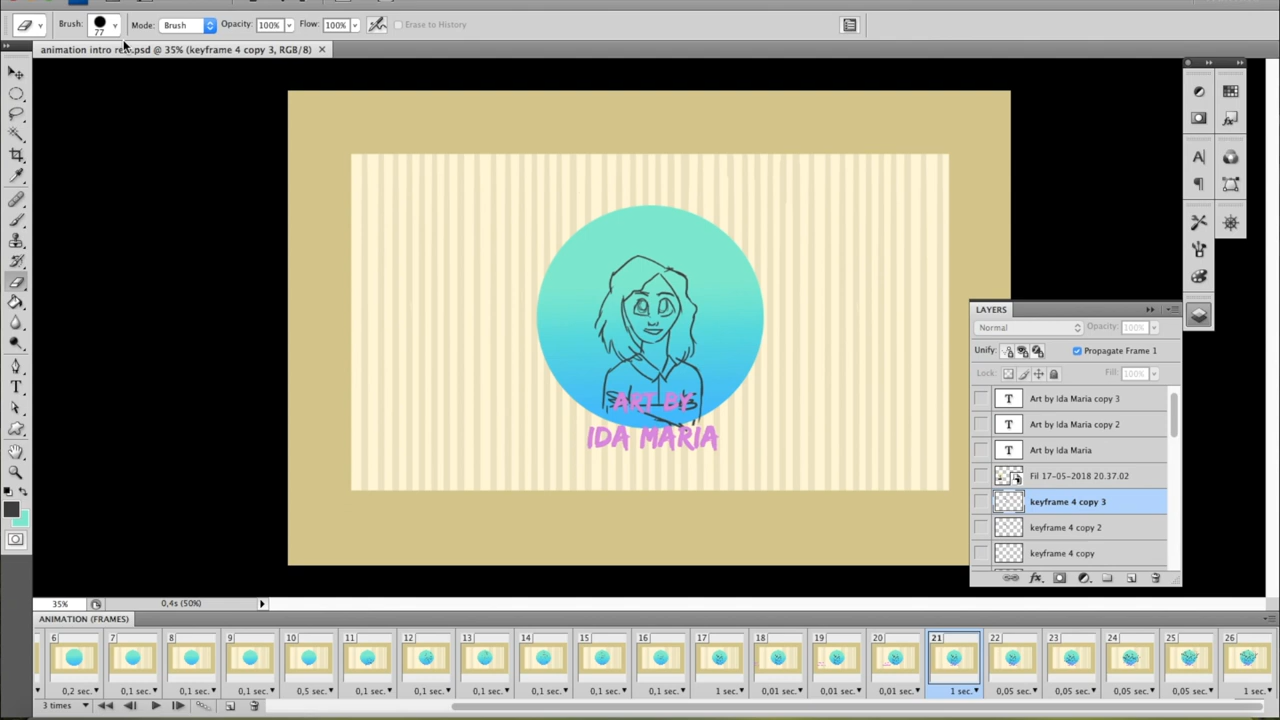 Brush: 77 Mode: Brush Opacity: 100% Flow: 100% Erase to History
animation intro .psd @ 35% (keyframe 4 copy 3, RGB/8)
ART BY
IDA MARIA
LAYERS
Normal Opacity: 100%
Unify: Propagate Frame 1
Lock: Fill: 100%
T Art by Ida Maria copy 3
T Art by Ida Maria copy 2
T Art by Ida Maria
Fil 17-05-2018 20.37.02
keyframe 4 copy 3
keyframe 4 copy 2
keyframe 4 copy
35% 0,4s (50%)
ANIMATION (FRAMES)
6 7 8 9 10 11 12 13 14 15 16 17 18 19 20 21 22 23 24 25 26
0,2 sec. 0,1 sec. 0,1 sec. 0,1 sec. 0,5 sec. 0,1 sec. 0,1 sec. 0,1 sec. 0,1 sec. 0,1 sec. 0,1 sec. 1 sec. 0,01 sec. 0,01 sec. 0,01 sec. 1 sec. 0,05 sec. 0,05 sec. 0,05 sec. 0,05 sec. 1 sec.
3 times